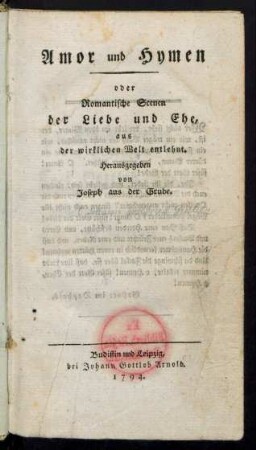 Amor und Hymen
oder
Romantische Scenen
der Liebe und Ehe,
aus
der wirklichen Welt entlehnt.
Herausgegeben
von
Joseph aus der Grube.
Budissin und Leipzig,
bei Johann Gottlob Arnold.
1794.